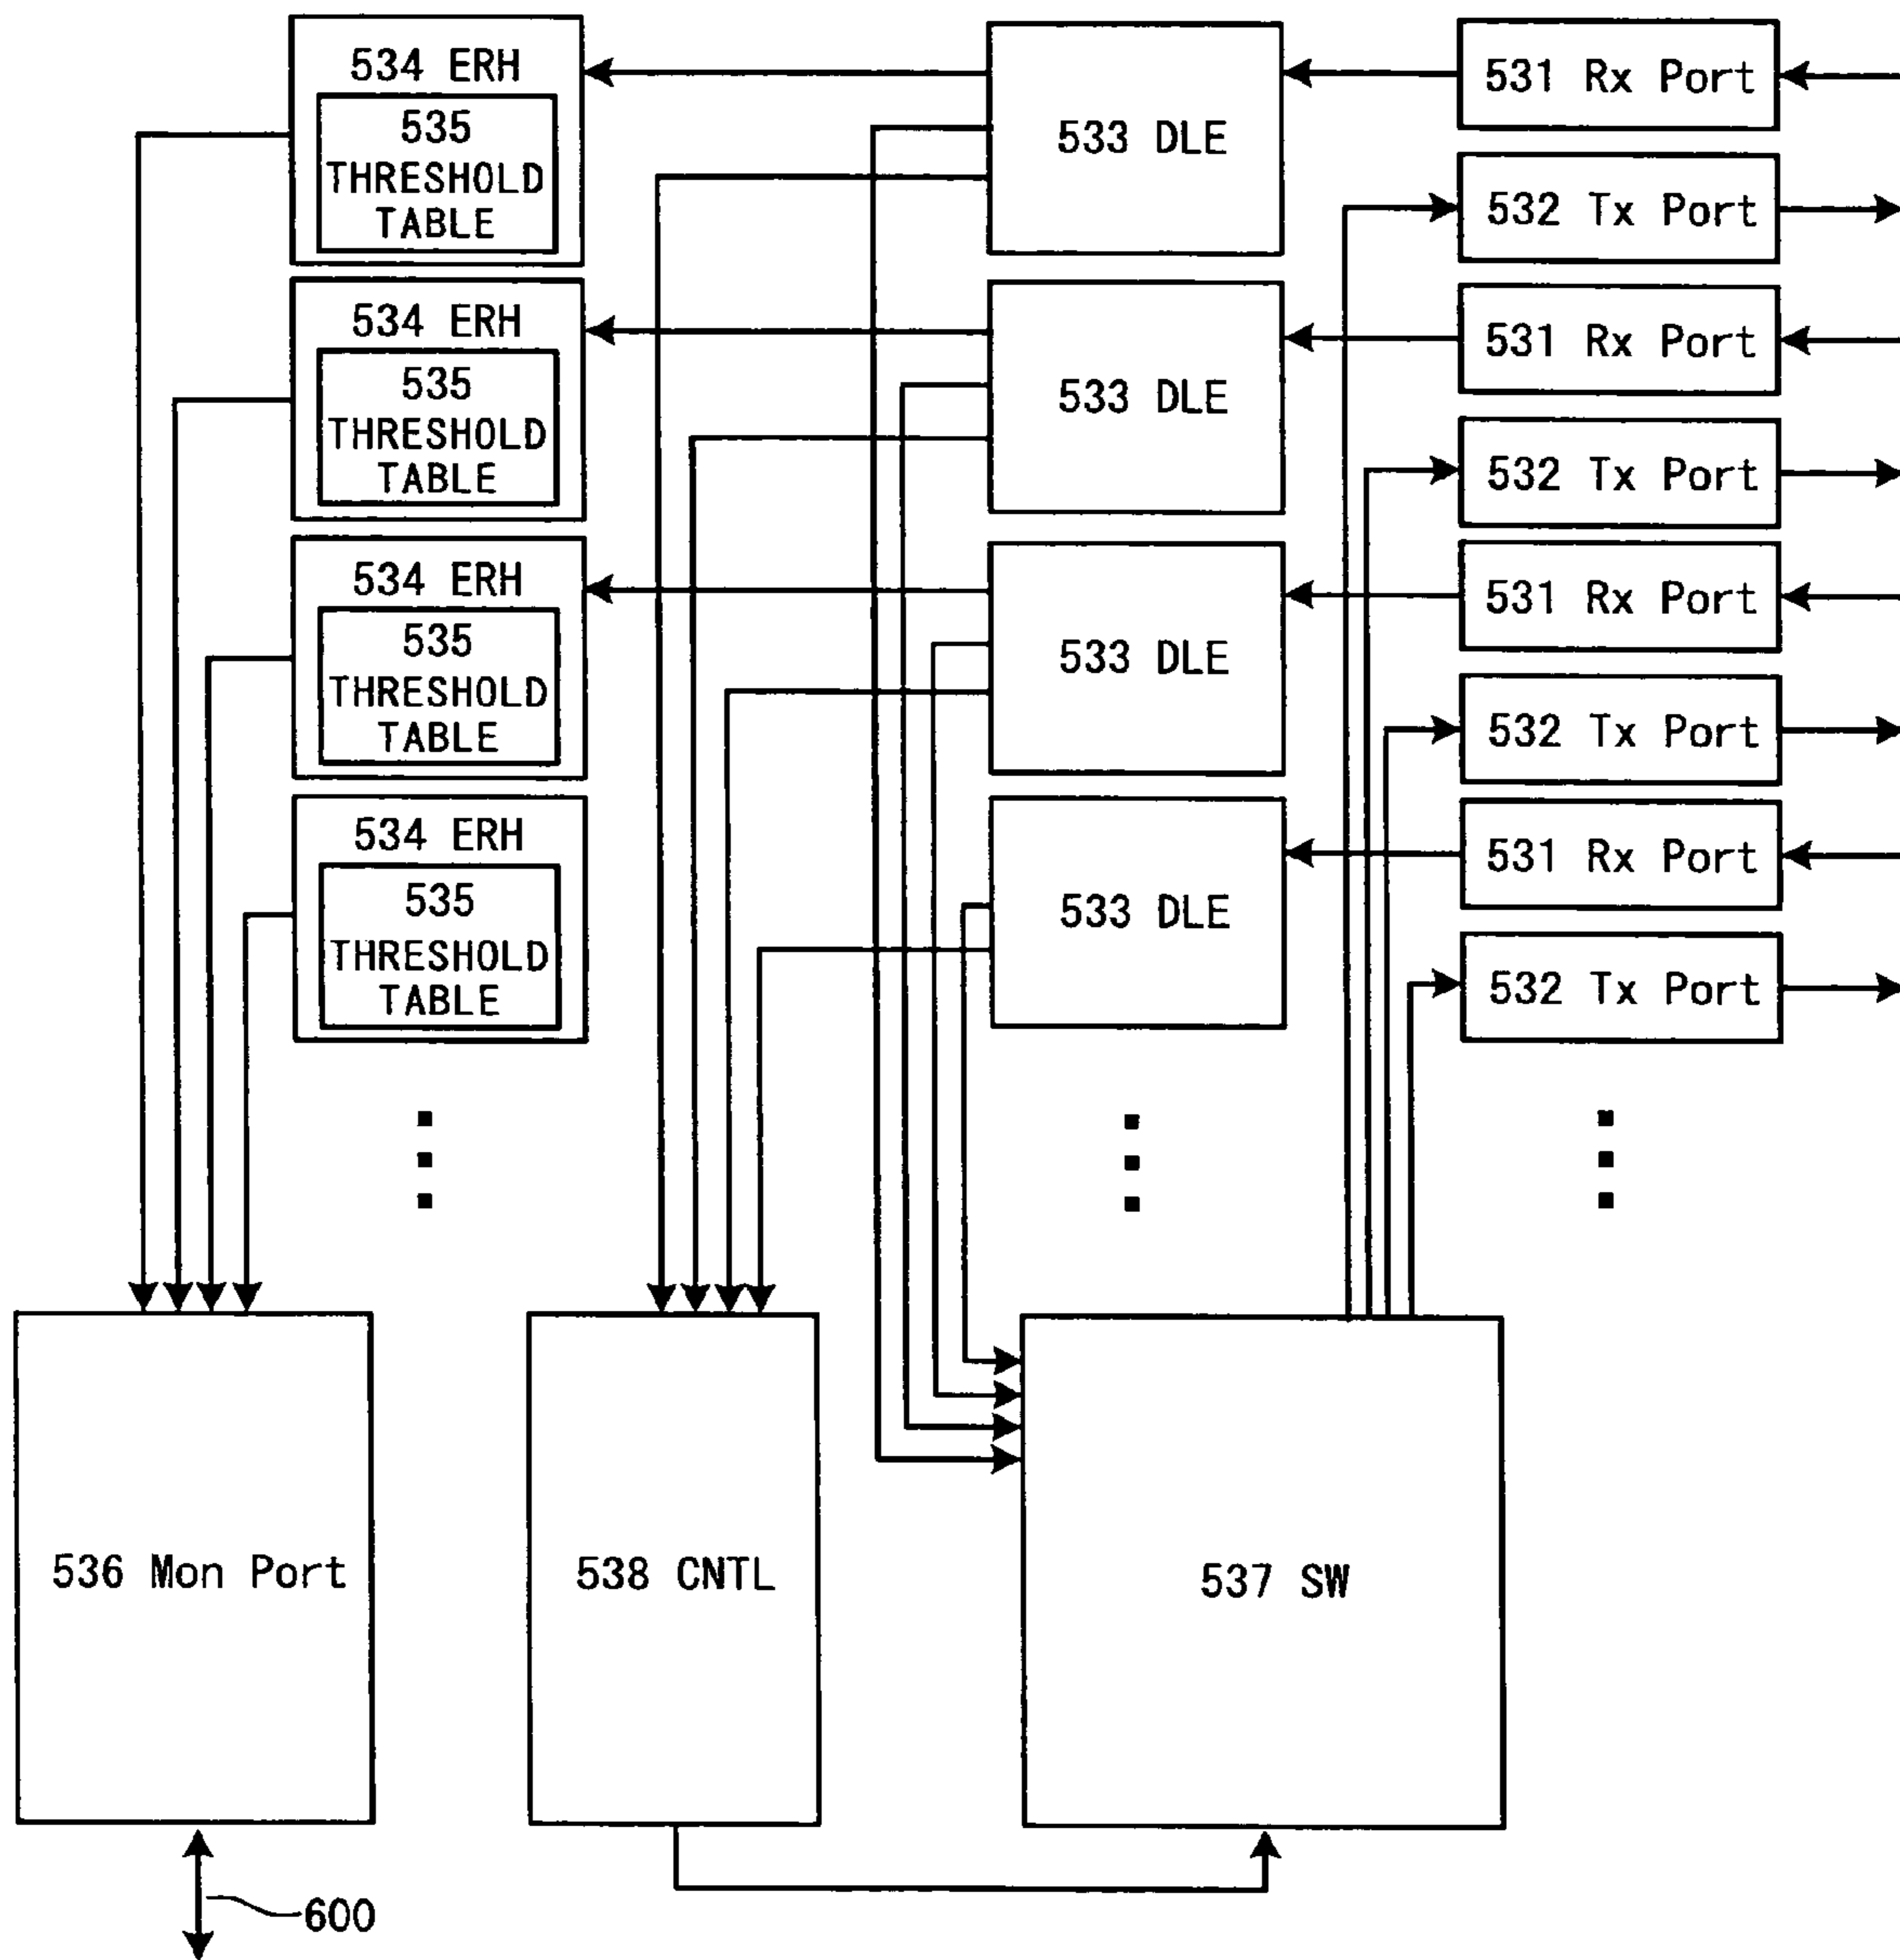 534 ERH
535
THRESHOLD
TABLE
533 DLE
531 Rx Port
532 Tx Port
534 ERH
535
THRESHOLD
TABLE
533 DLE
531 Rx Port
532 Tx Port
534 ERH
535
THRESHOLD
TABLE
533 DLE
531 Rx Port
532 Tx Port
534 ERH
535
THRESHOLD
TABLE
533 DLE
531 Rx Port
532 Tx Port
536 Mon Port
538 CNTL
537 SW
600